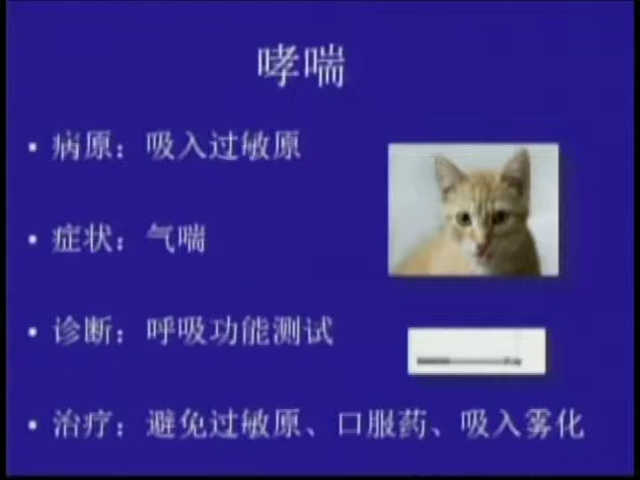 哮喘
• 病原：吸入过敏原
• 症状：气喘
• 诊断：呼吸功能测试
• 治疗：避免过敏原、口服药、吸入雾化